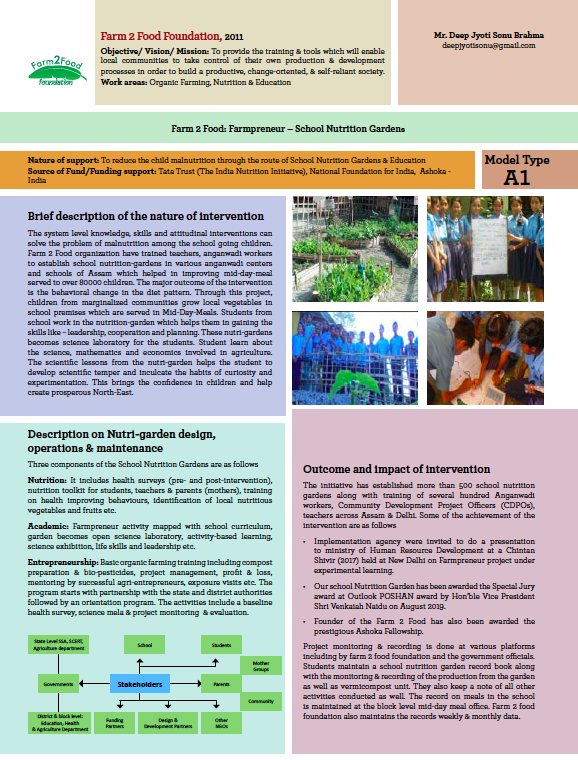 Farm2Food
foundation
Farm 2 Food Foundation, 2011
Objective/ Vision/ Mission: To provide the training & tools which will enable
local communities to take control of their own production & development
processes in order to build a productive, change-oriented, & self-reliant society.
Work areas: Organic Farming, Nutrition & Education
Mr. Deep Jyoti Sonu Brahma
deepjyotisonu@gmail.com
Farm 2 Food: Farmpreneur – School Nutrition Gardens
Nature of support: To reduce the child malnutrition through the route of School Nutrition Gardens & Education
Source of Fund/Funding support: Tata Trust (The India Nutrition Initiative), National Foundation for India, Ashoka -
India
Model Type
A1
Brief description of the nature of intervention
The system level knowledge, skills and attitudinal interventions can
solve the problem of malnutrition among the school going children.
Farm 2 Food organization have trained teachers, anganwadi workers
to establish school nutrition-gardens in various anganwadi centers
and schools of Assam which helped in improving mid-day-meal
served to over 80000 children. The major outcome of the intervention
is the behavioral change in the diet pattern. Through this project,
children from marginalized communities grow local vegetables in
school premises which are served in Mid-Day-Meals. Students from
school work in the nutrition-garden which helps them in gaining the
skills like – leadership, cooperation and planning. These nutri-gardens
becomes science laboratory for the students. Student learn about
the science, mathematics and economics involved in agriculture.
The scientific lessons from the nutri-garden helps the student to
develop scientific temper and inculcate the habits of curiosity and
experimentation. This brings the confidence in children and help
create prosperous North-East.
Description on Nutri-garden design,
operations & maintenance
Three components of the School Nutrition Gardens are as follows
Nutrition: It includes health surveys (pre- and post-intervention),
nutrition toolkit for students, teachers & parents (mothers), training
on health improving behaviours, identification of local nutritious
vegetables and fruits etc.
Academic: Farmpreneur activity mapped with school curriculum,
garden becomes open science laboratory, activity-based learning,
science exhibition, life skills and leadership etc.
Entrepreneurship: Basic organic farming training including compost
preparation & bio-pesticides, project management, profit & loss,
mentoring by successful agri-entrepreneurs, exposure visits etc. The
program starts with partnership with the state and district authorities
followed by an orientation program. The activities include a baseline
health survey, science mela & project monitoring & evaluation.
State Level SSA, SCERT,
Agriculture department
School
Students
Mother
Groups
Governments
Stakeholders
Parents
Community
District & Block level:
Education, Health
& Agriculture Department
Funding
Partners
Design &
Development Partners
Other
NGOs
Outcome and impact of intervention
The initiative has established more than 500 school nutrition
gardens along with training of several hundred Anganwadi
workers, Community Development Project Officers (CDPOs),
teachers across Assam & Delhi. Some of the achievement of the
intervention are as follows
• Implementation agency were invited to do a presentation
to ministry of Human Resource Development at a Chintan
Shivir (2017) held at New Delhi on Farmpreneur project under
experimental learning.
• Our school Nutrition Garden has been awarded the Special Jury
award at Outlook POSHAN award by Hon'ble Vice President
Shri Venkaiah Naidu on August 2019.
• Founder of the Farm 2 Food has also been awarded the
prestigious Ashoka Fellowship.
Project monitoring & recording is done at various platforms
including by farm 2 food foundation and the government officials.
Students maintain a school nutrition garden record book along
with the monitoring & recording of the production from the garden
as well as vermicompost unit. They also keep a note of all other
activities conducted as well. The record on meals in the school
is maintained at the block level mid-day meal office. Farm 2 food
foundation also maintains the records weekly & monthly data.